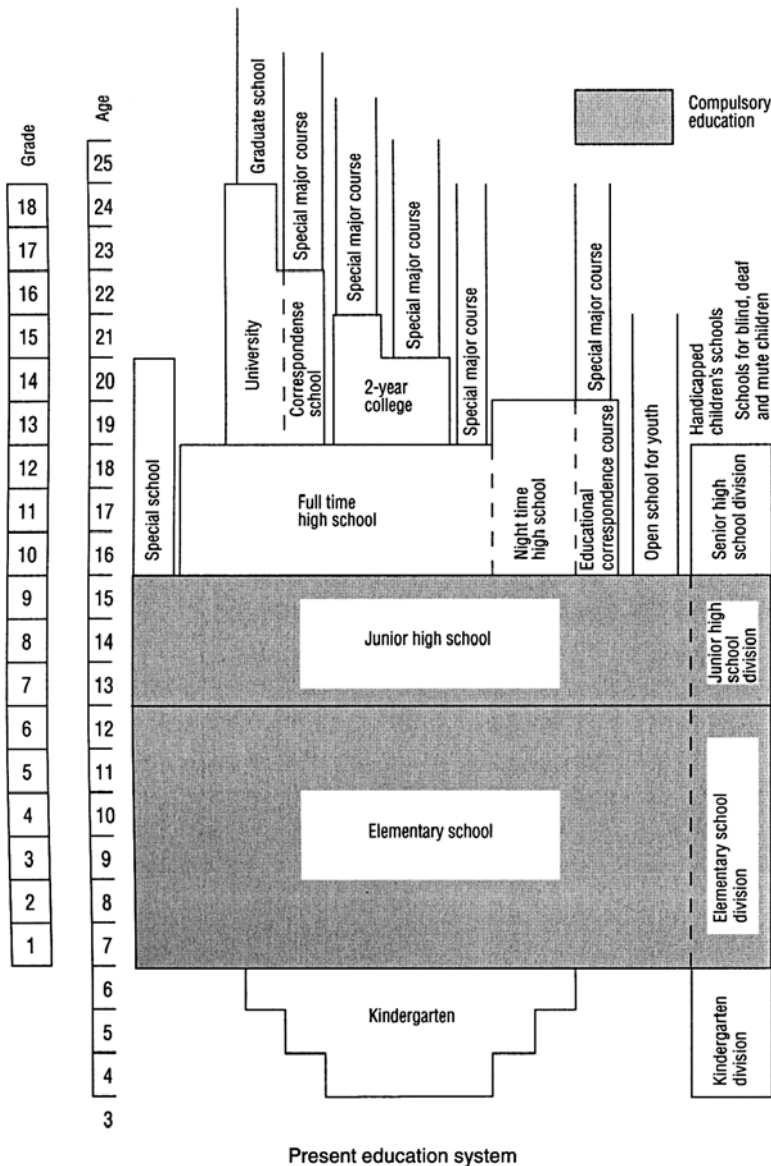 Compulsory
education
Grade
Age
Graduate school
Special major course
Special major course
Special major course
Special major course
Special major course
Handicapped
children's schools
Schools for blind, deaf
and mute children
25
18
24
17
23
16
22
15
21
14
20
13
19
12
18
11
17
10
16
9
15
8
14
7
13
6
12
5
11
4
10
3
9
2
8
1
7
6
5
4
3
University
Correspondense
school
2-year
college
Special school
Full time
high school
Night time
high school
Educational
correspondence course
Open school for youth
Senior high
school division
Junior high school
Junior high
school
division
Elementary school
Elementary school
division
Kindergarten
Kindergarten
division
Present education system